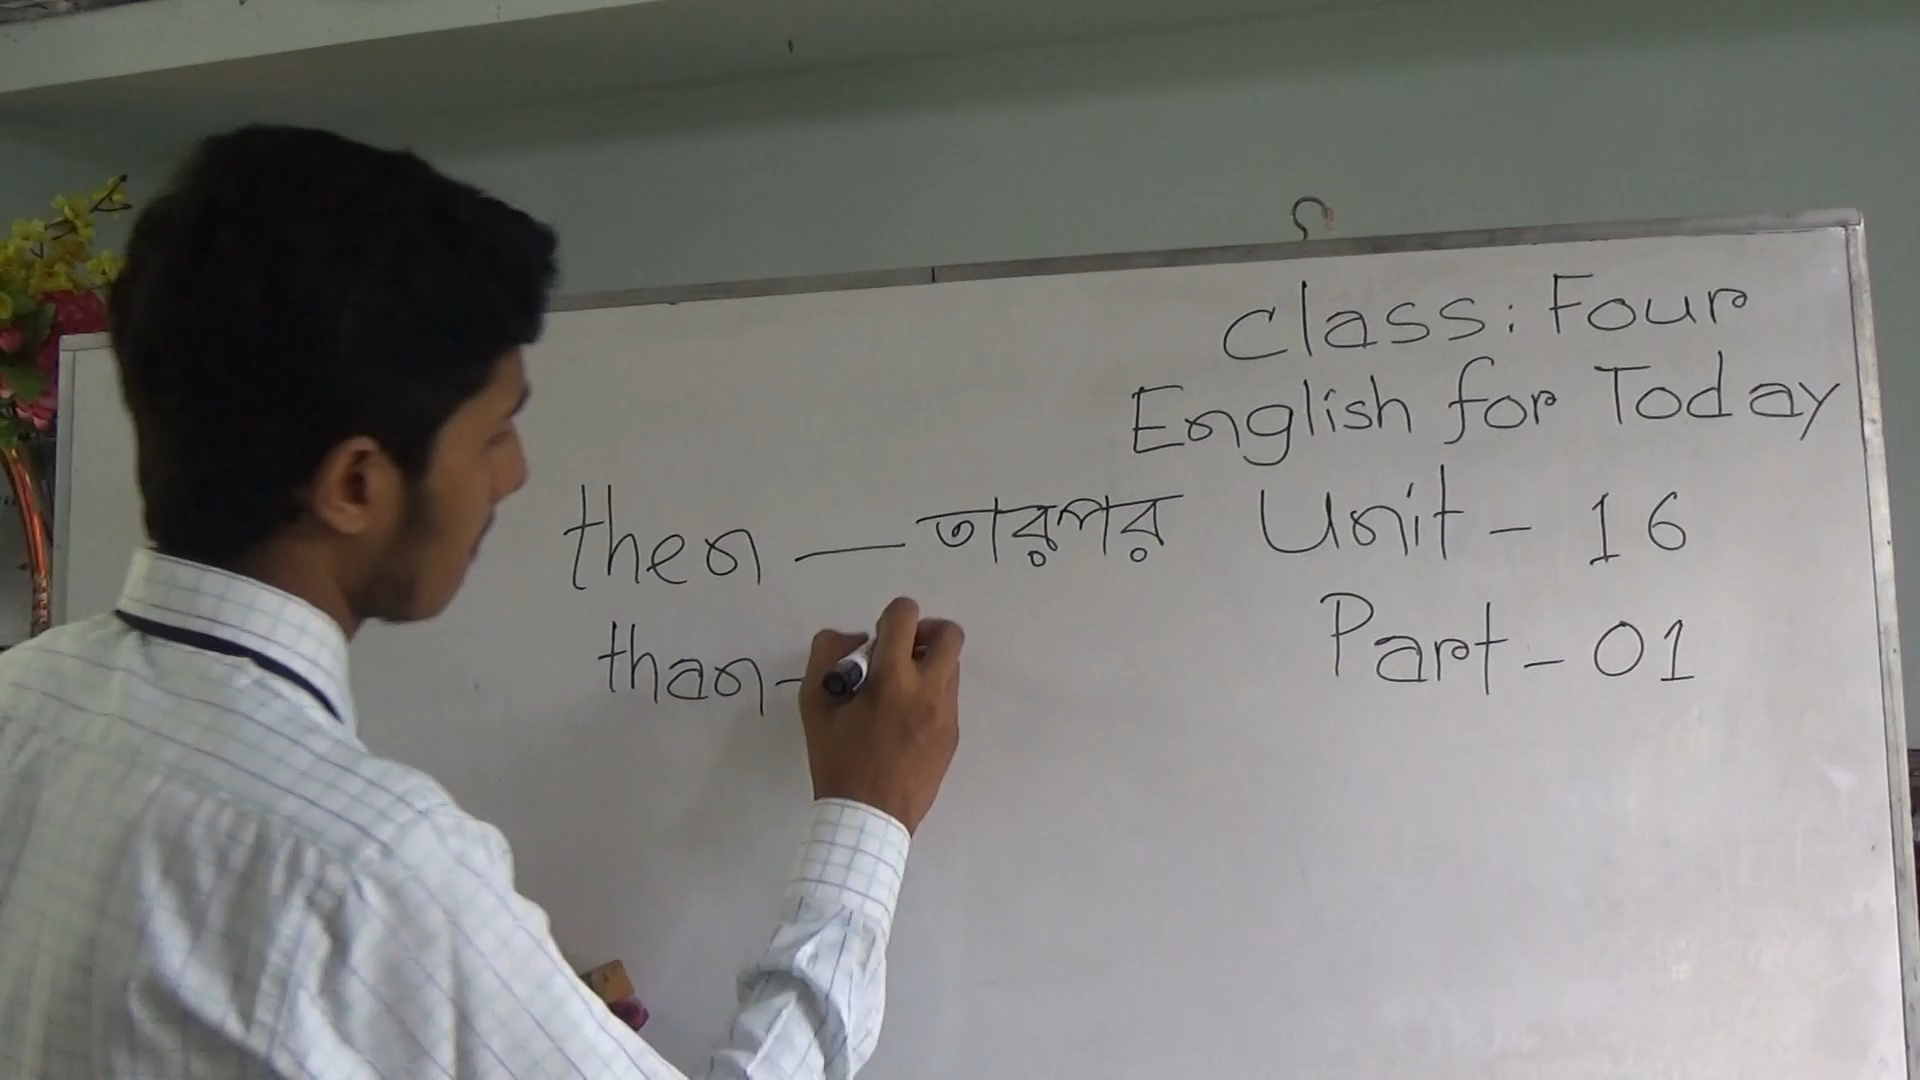 Class: Four
English for Today
Unit - 16
Part - 01
then — তারপর
than -